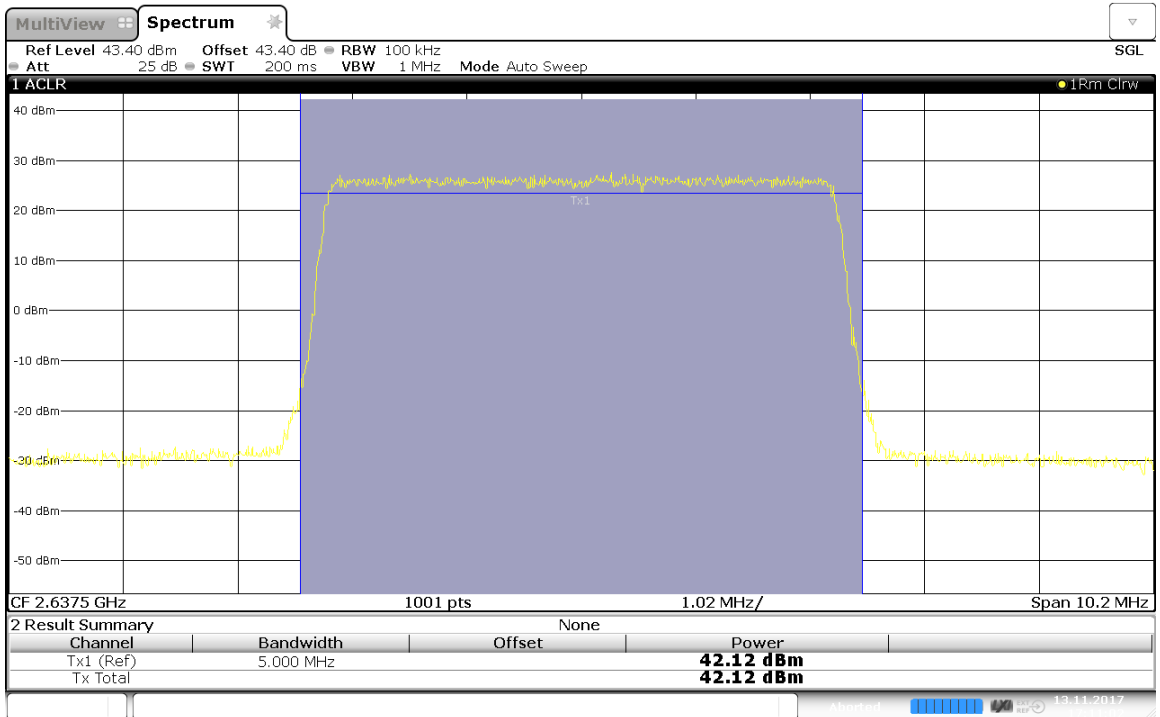 MultiView Spectrum
Ref Level 43.40 dBm Offset 43.40 dB RBW 100 kHz SGL
Att 25 dB SWT 200 ms VBW 1 MHz Mode Auto Sweep
1 ACLR 1Rm Clrw
40 dBm
30 dBm
20 dBm
Tx1
10 dBm
0 dBm
-10 dBm
-20 dBm
-30 dBm
-40 dBm
-50 dBm
CF 2.6375 GHz 1001 pts 1.02 MHz/ Span 10.2 MHz
2 Result Summary None
Channel Bandwidth Offset Power
Tx1 (Ref) 5.000 MHz 42.12 dBm
Tx Total 42.12 dBm
Aborted LXI EXT REF 13.11.2017